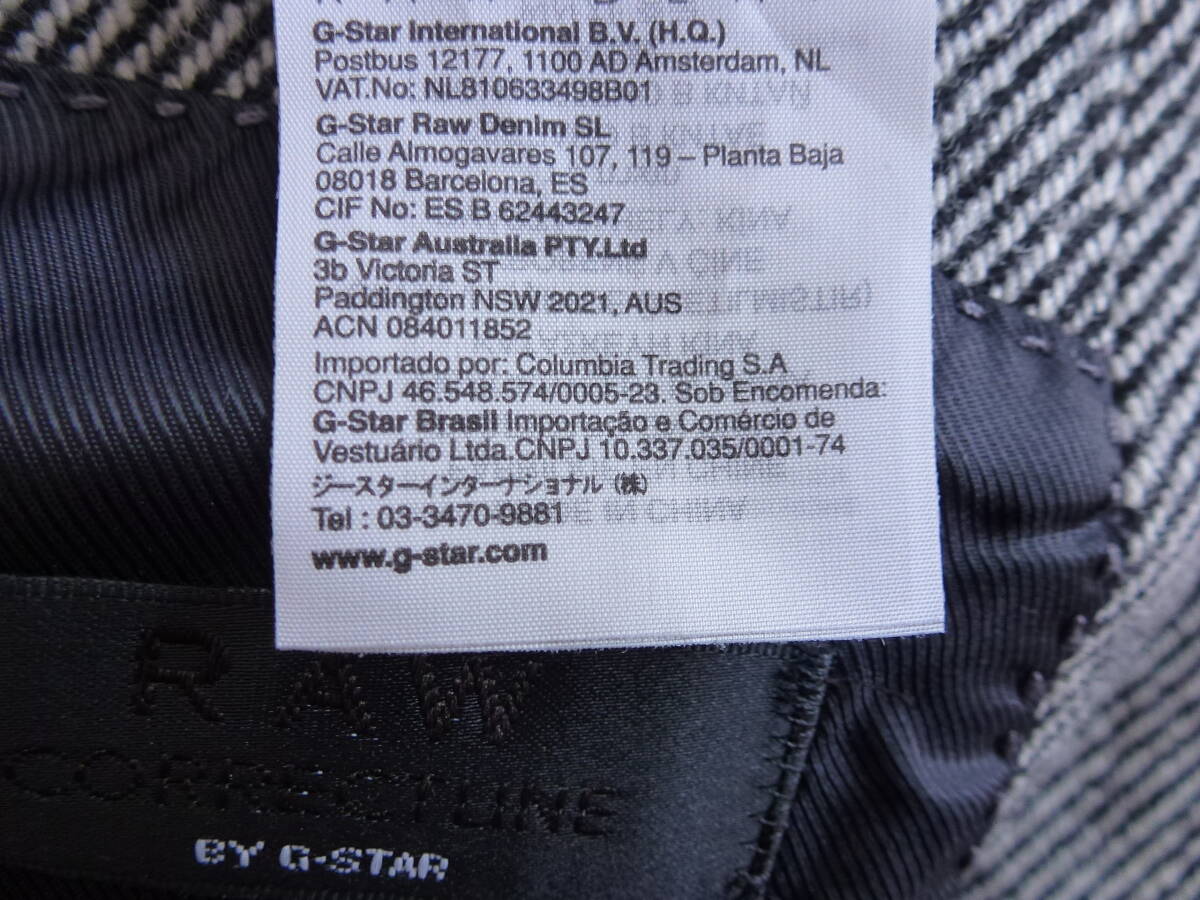 G-Star International B.V. (H.Q.)
Postbus 12177, 1100 AD Amsterdam, NL
VAT.No: NL810633498B01
G-Star Raw Denim SL
Calle Almogavares 107, 119 – Planta Baja
08018 Barcelona, ES
CIF No: ES B 62443247
G-Star Australia PTY.Ltd
3b Victoria ST
Paddington NSW 2021, AUS
ACN 084011852
Importado por: Columbia Trading S.A
CNPJ 46.548.574/0005-23. Sob Encomenda:
G-Star Brasil Importação e Comércio de
Vestuário Ltda.CNPJ 10.337.035/0001-74
ジースターインターナショナル (株)
Tel : 03-3470-9881
www.g-star.com
RAW
CORRECTLINE
BY G-STAR